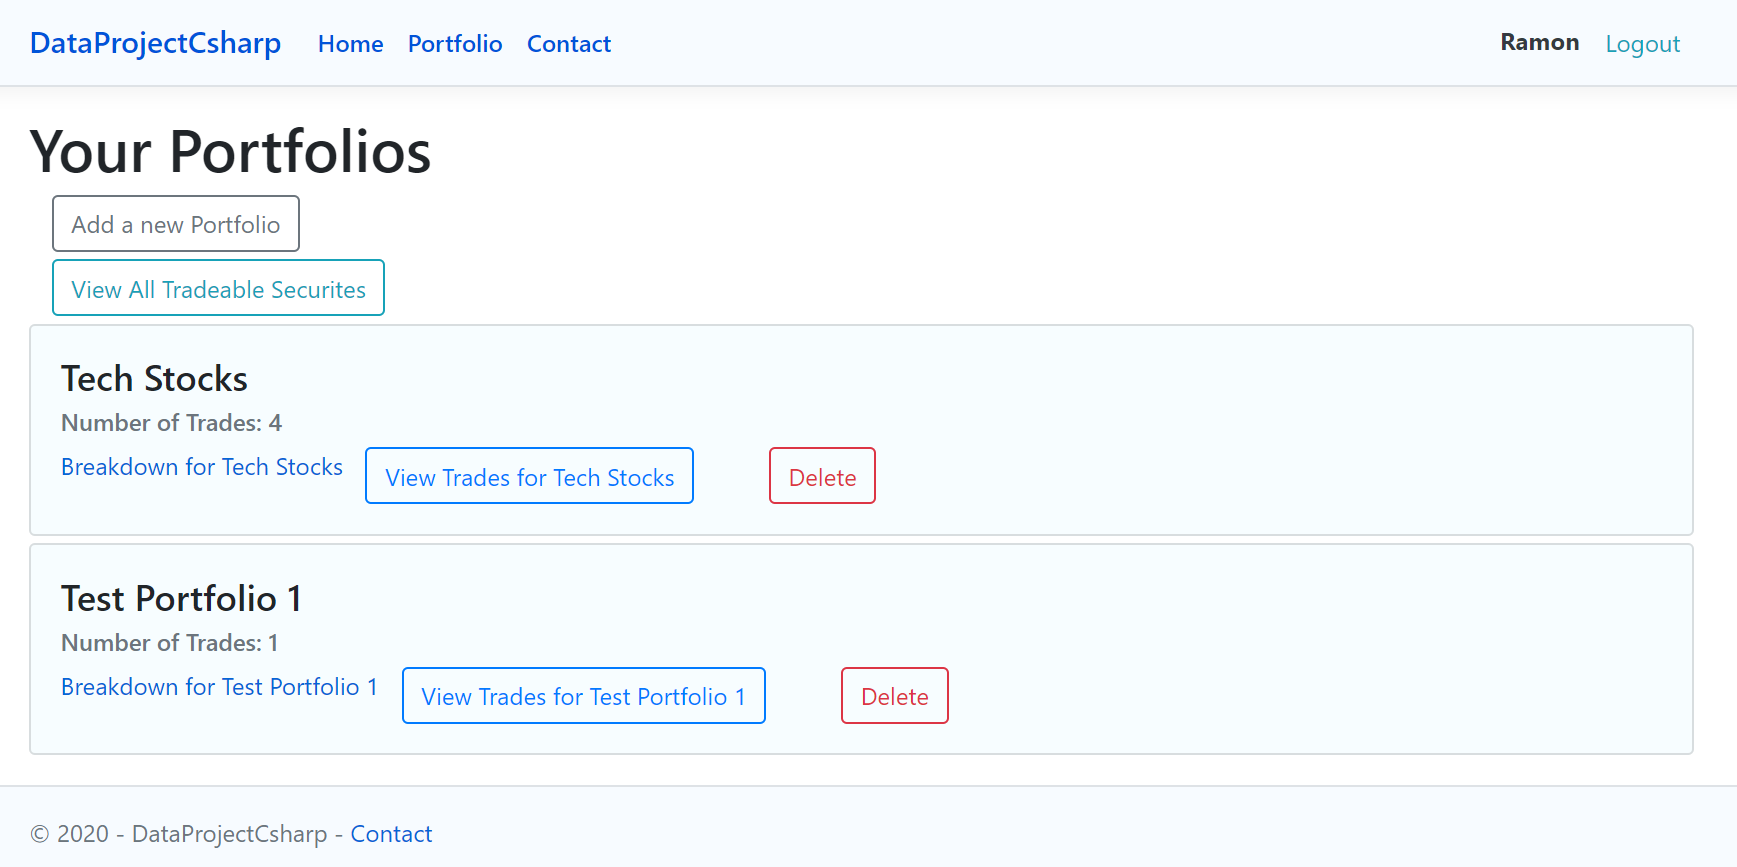 DataProjectCsharp Home Portfolio Contact Ramon Logout
Your Portfolios
Add a new Portfolio
View All Tradeable Securites
Tech Stocks
Number of Trades: 4
Breakdown for Tech Stocks View Trades for Tech Stocks Delete
Test Portfolio 1
Number of Trades: 1
Breakdown for Test Portfolio 1 View Trades for Test Portfolio 1 Delete
© 2020 - DataProjectCsharp - Contact